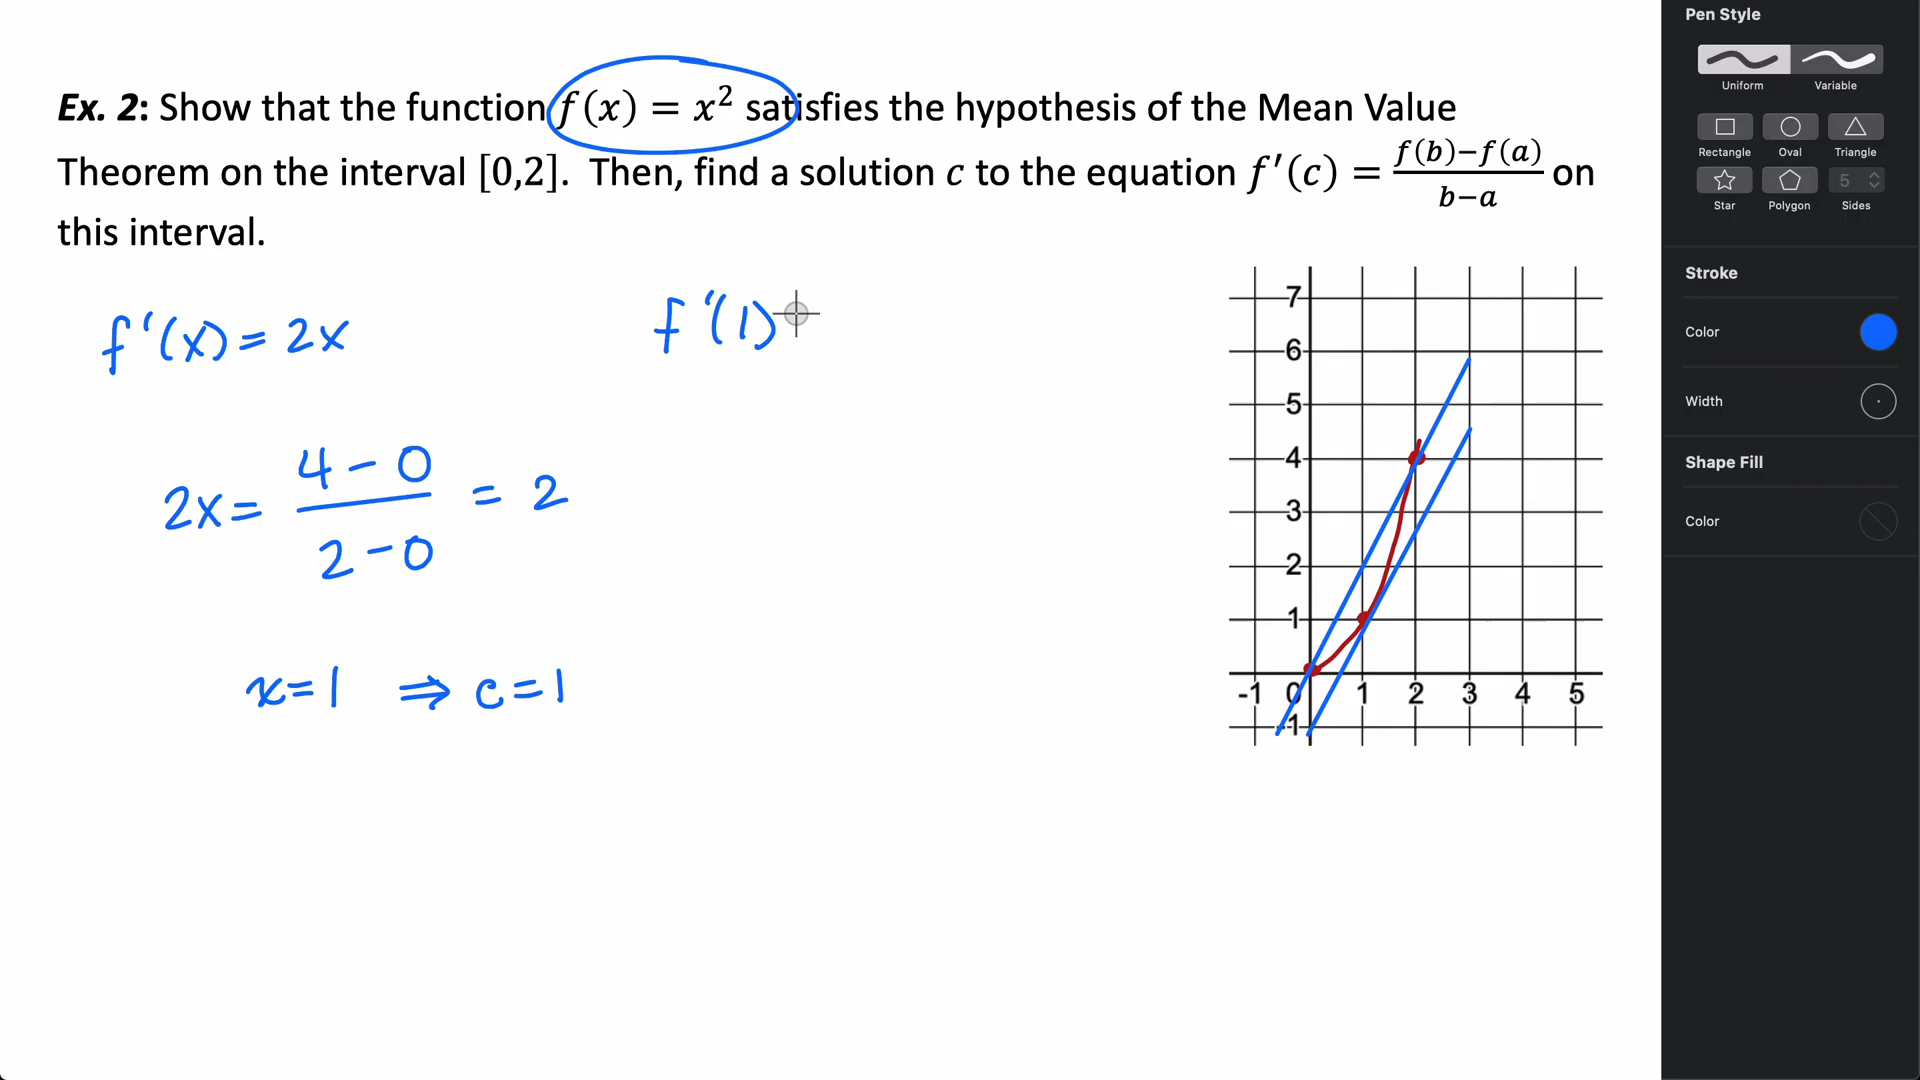 Ex. 2: Show that the function f(x) = x² satisfies the hypothesis of the Mean Value
Theorem on the interval [0,2]. Then, find a solution c to the equation f′(c) = (f(b)−f(a))/(b−a) on
this interval.
f'(x) = 2x
f'(1)
2x = (4 - 0)/(2 - 0) = 2
x=1 ⇒ c=1
7
6
5
4
3
2
1
-1 0 1 2 3 4 5
-1
Pen Style
Uniform Variable
Rectangle Oval Triangle
5
Star Polygon Sides
Stroke
Color
Width
Shape Fill
Color